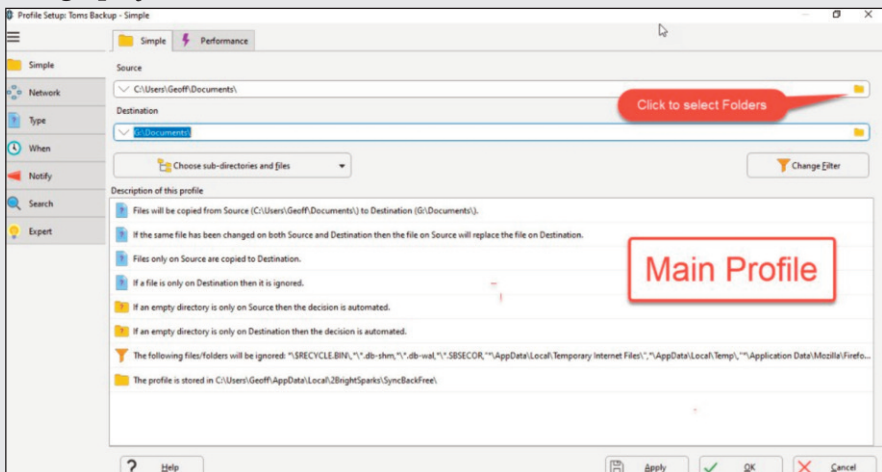 Profile Setup: Toms Backup - Simple
Simple
Performance
Simple
Network
Type
When
Notify
Search
Expert
Source
C:\Users\Geoff\Documents\
Click to select Folders
Destination
G:\Documents\
Choose sub-directories and files
Change Filter
Description of this profile
Files will be copied from Source (C:\Users\Geoff\Documents\) to Destination (G:\Documents\).
If the same file has been changed on both Source and Destination then the file on Source will replace the file on Destination.
Files only on Source are copied to Destination.
Main Profile
If a file is only on Destination then it is ignored.
If an empty directory is only on Source then the decision is automated.
If an empty directory is only on Destination then the decision is automated.
The following files/folders will be ignored: "\$RECYCLE.BIN\,"\*.db-shm,"\*.db-wal,"\*.SBSECOR,"*\AppData\Local\Temporary Internet Files\","\AppData\Local\Temp\,"*\Application Data\Mozilla\Firefo...
The profile is stored in C:\Users\Geoff\AppData\Local\2BrightSparks\SyncBackFree\
Help
Apply
OK
Cancel